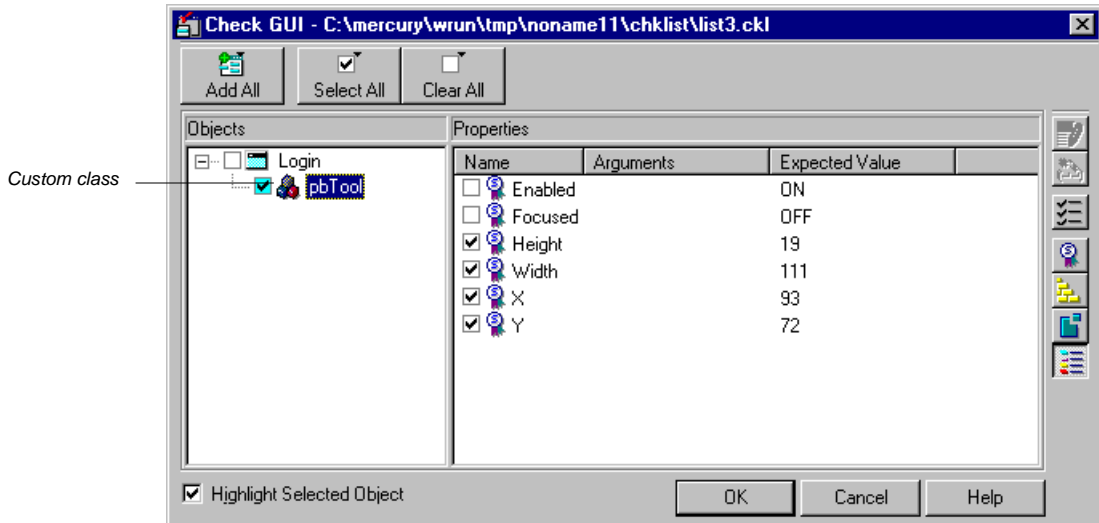 Check GUI - C:\mercury\wrun\tmp\noname11\chklist\list3.ckl
Add All
Select All
Clear All
Objects
Properties
Custom class
Login
pbTool
Name Arguments Expected Value
Enabled ON
Focused OFF
Height 19
Width 111
X 93
Y 72
Highlight Selected Object
OK
Cancel
Help